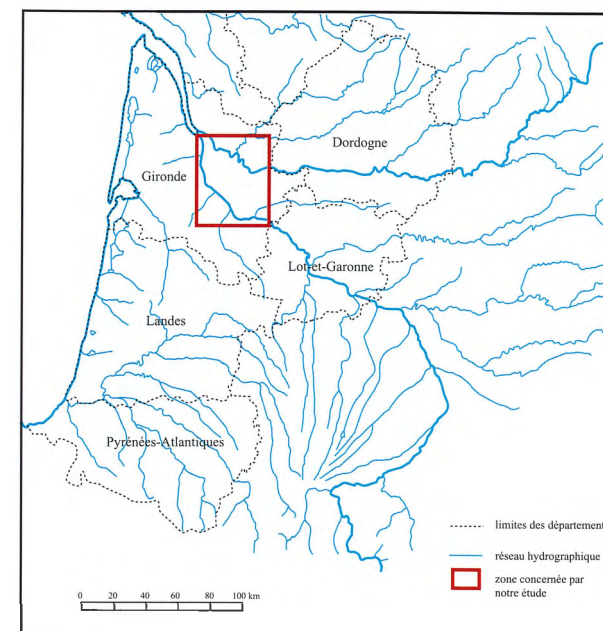 Dordogne
Gironde
Lot-et-Garonne
Landes
Pyrénées-Atlantiques
limites des département
réseau hydrographique
zone concernée par
notre étude
0 20 40 60 80 100 km